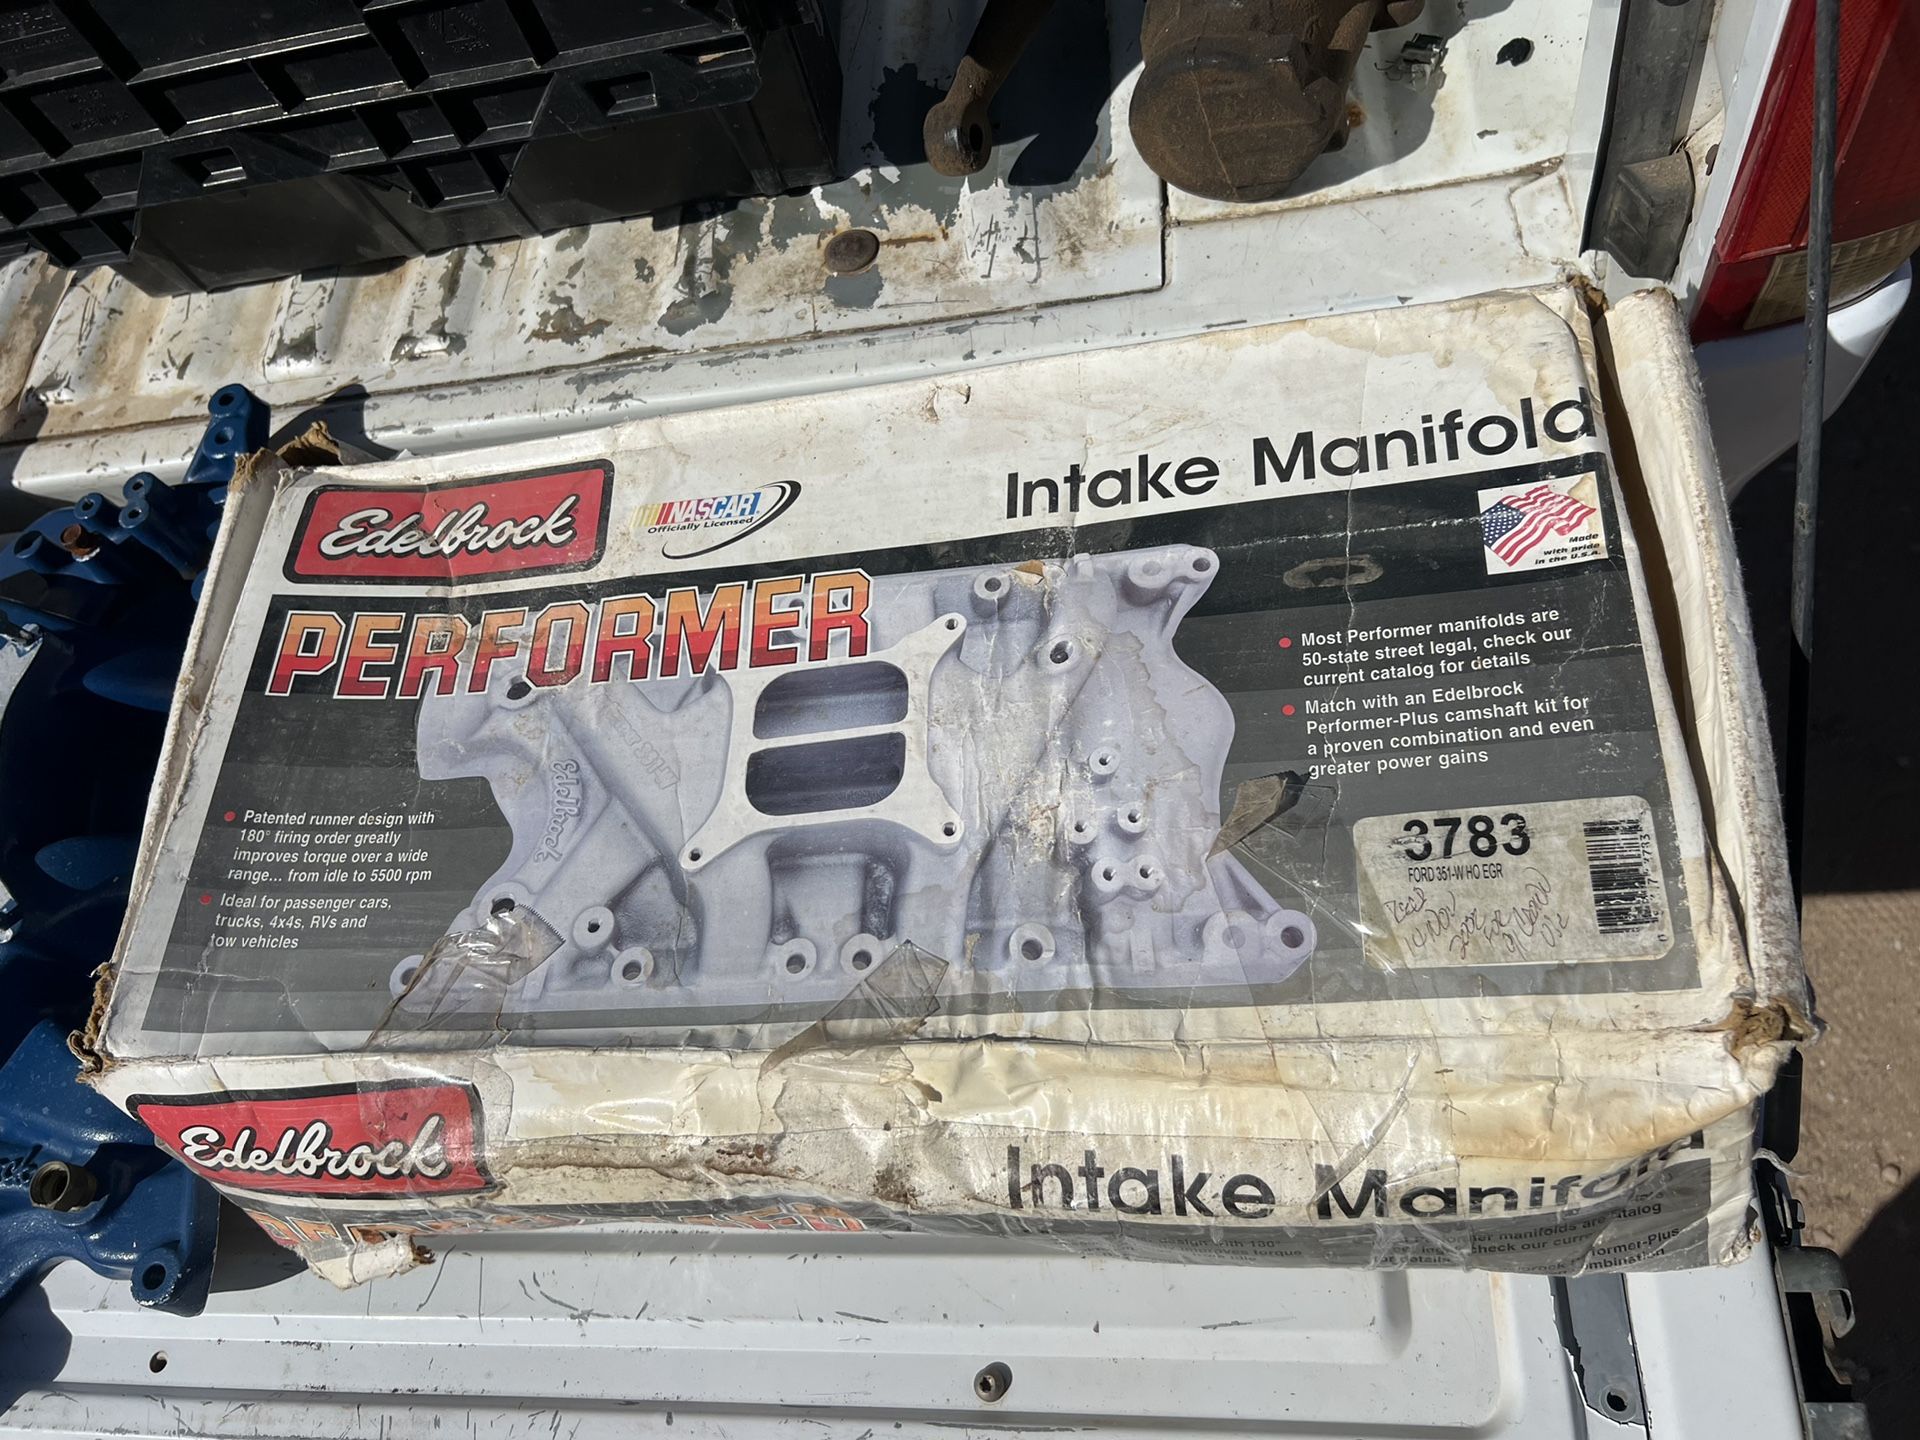 Edelbrock
NASCAR
Officially Licensed
Intake Manifold
Made
with pride
in the U.S.A.
PERFORMER
Most Performer manifolds are
50-state street legal, check our
current catalog for details
Match with an Edelbrock
Performer-Plus camshaft kit for
a proven combination and even
greater power gains
Patented runner design with
180° firing order greatly
improves torque over a wide
range... from idle to 5500 rpm
Ideal for passenger cars,
trucks, 4x4s, RVs and
tow vehicles
Edelbrock
3783
FORD 351-W HO EGR
Edelbrock
Intake Manifold